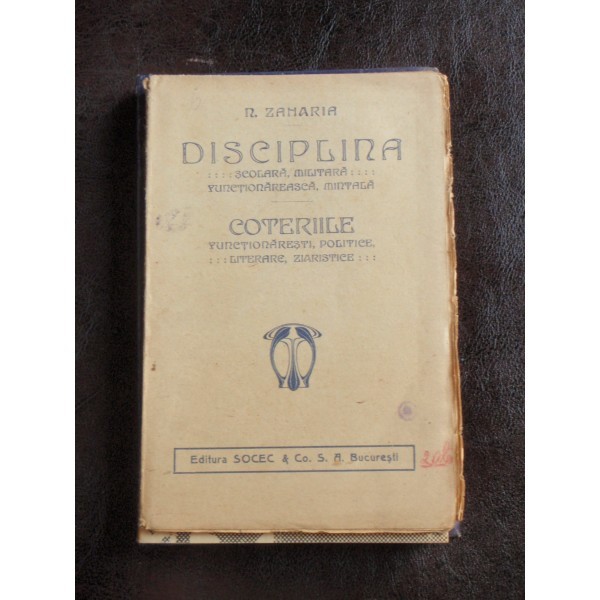 N. ZAHARIA
DISCIPLINA
:::: ȘCOLARĂ, MILITARĂ ::::
FUNCȚIONĂREASCĂ, MINTALĂ
COTERIILE
FUNCȚIONĂREȘTI, POLITICE,
::: LITERARE, ZIARISTICE :::
Editura SOCEC & Co. S. A. București